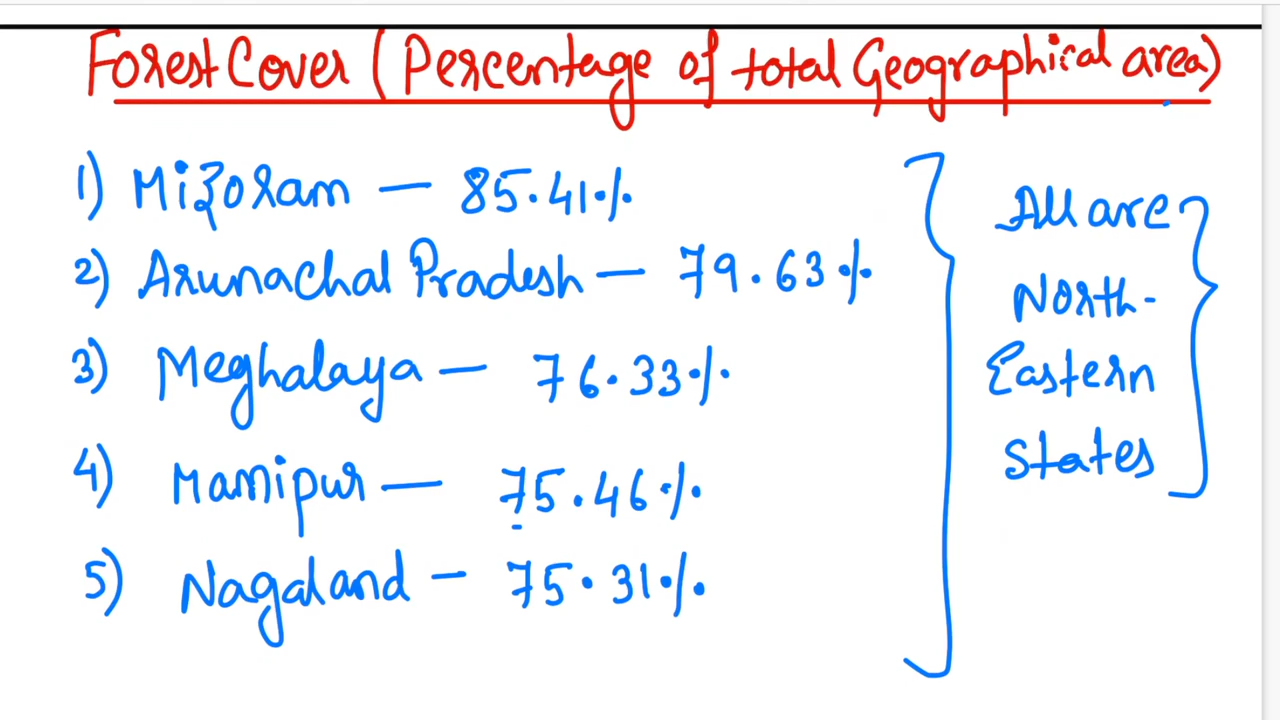 Forest Cover (Percentage of total Geographical area)
1) Mizoram — 85.41%
2) Arunachal Pradesh — 79.63%
3) Meghalaya — 76.33%
4) Manipur — 75.46%
5) Nagaland — 75.31%
All are
North-
Eastern
States